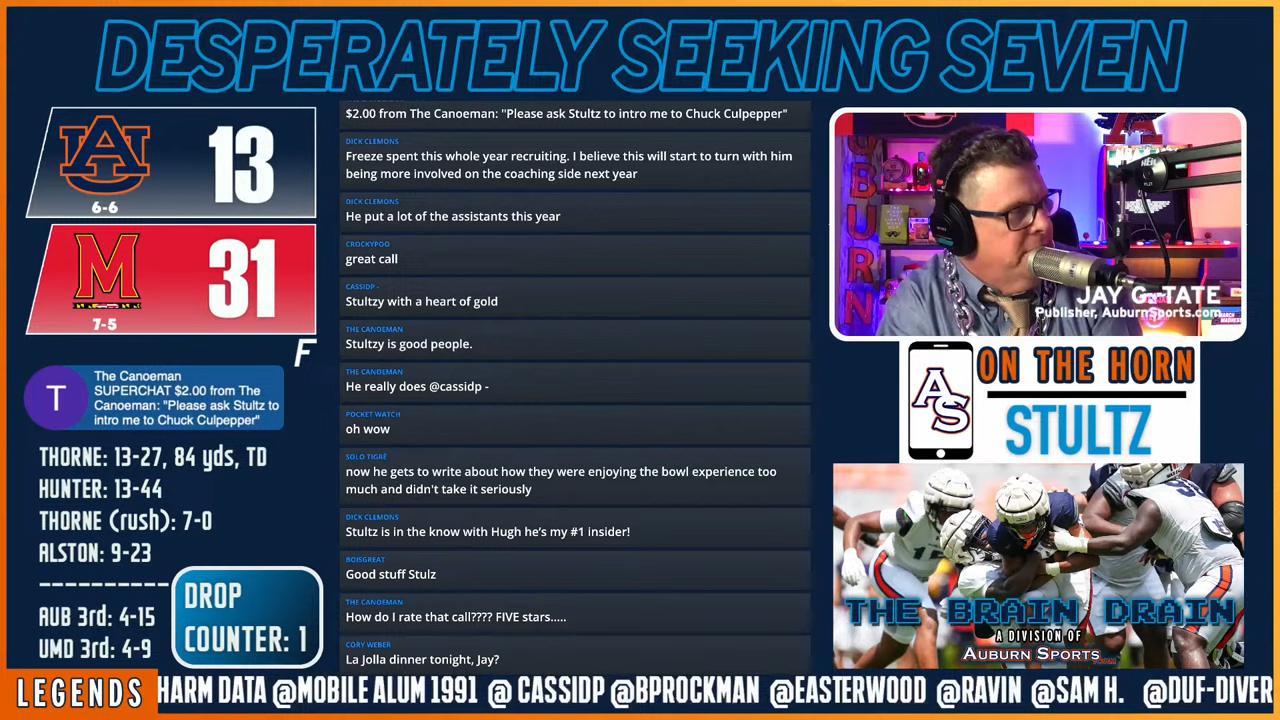 DESPERATELY SEEKING SEVEN
13
6-6
31
7-5
F
T
The Canoeman
SUPERCHAT $2.00 from The
Canoeman: "Please ask Stultz to
intro me to Chuck Culpepper"
THORNE: 13-27, 84 yds, TD
HUNTER: 13-44
THORNE (rush): 7-0
ALSTON: 9-23
----------
AUB 3rd: 4-15
UMD 3rd: 4-9
DROP
COUNTER: 1
$2.00 from The Canoeman: "Please ask Stultz to intro me to Chuck Culpepper"
DICK CLEMONS
Freeze spent this whole year recruiting. I believe this will start to turn with him
being more involved on the coaching side next year
DICK CLEMONS
He put a lot of the assistants this year
CROCKYPOO
great call
CASSIDP -
Stultzy with a heart of gold
THE CANOEMAN
Stultzy is good people.
THE CANOEMAN
He really does @cassidp -
POCKET WATCH
oh wow
SOLO TIGRÉ
now he gets to write about how they were enjoying the bowl experience too
much and didn't take it seriously
DICK CLEMONS
Stultz is in the know with Hugh he's my #1 insider!
BOISGREAT
Good stuff Stulz
THE CANOEMAN
How do I rate that call???? FIVE stars.....
CORY WEBER
La Jolla dinner tonight, Jay?
JAY G. TATE
Publisher, AuburnSports.com
AS
ON THE HORN
STULTZ
THE BRAIN DRAIN
A DIVISION OF
AUBURN SPORTS
LEGENDS
HARM DATA @MOBILE ALUM 1991 @ CASSIDP @BPROCKMAN @EASTERWOOD @RAVIN @SAM H. @DUF-DIVER